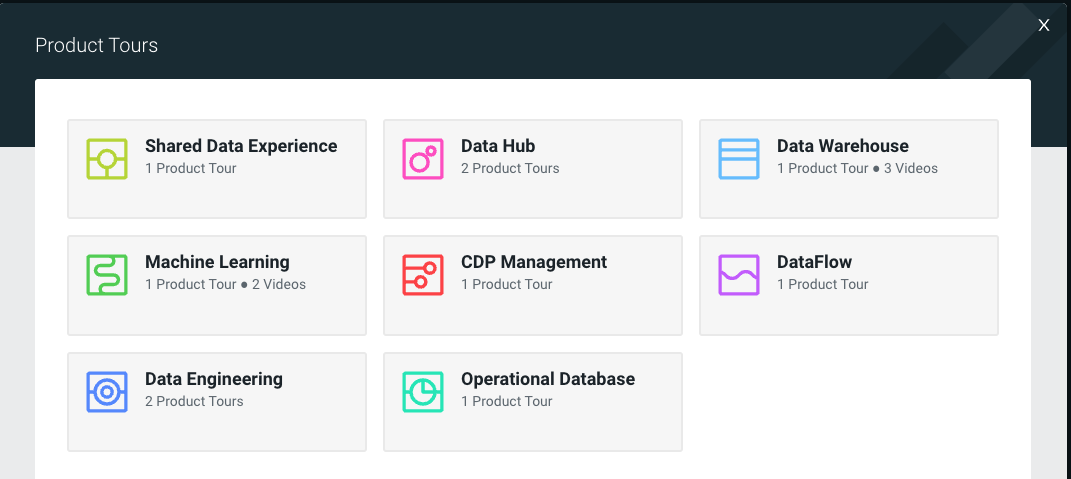 X
Product Tours
Shared Data Experience
1 Product Tour
Data Hub
2 Product Tours
Data Warehouse
1 Product Tour ● 3 Videos
Machine Learning
1 Product Tour ● 2 Videos
CDP Management
1 Product Tour
DataFlow
1 Product Tour
Data Engineering
2 Product Tours
Operational Database
1 Product Tour